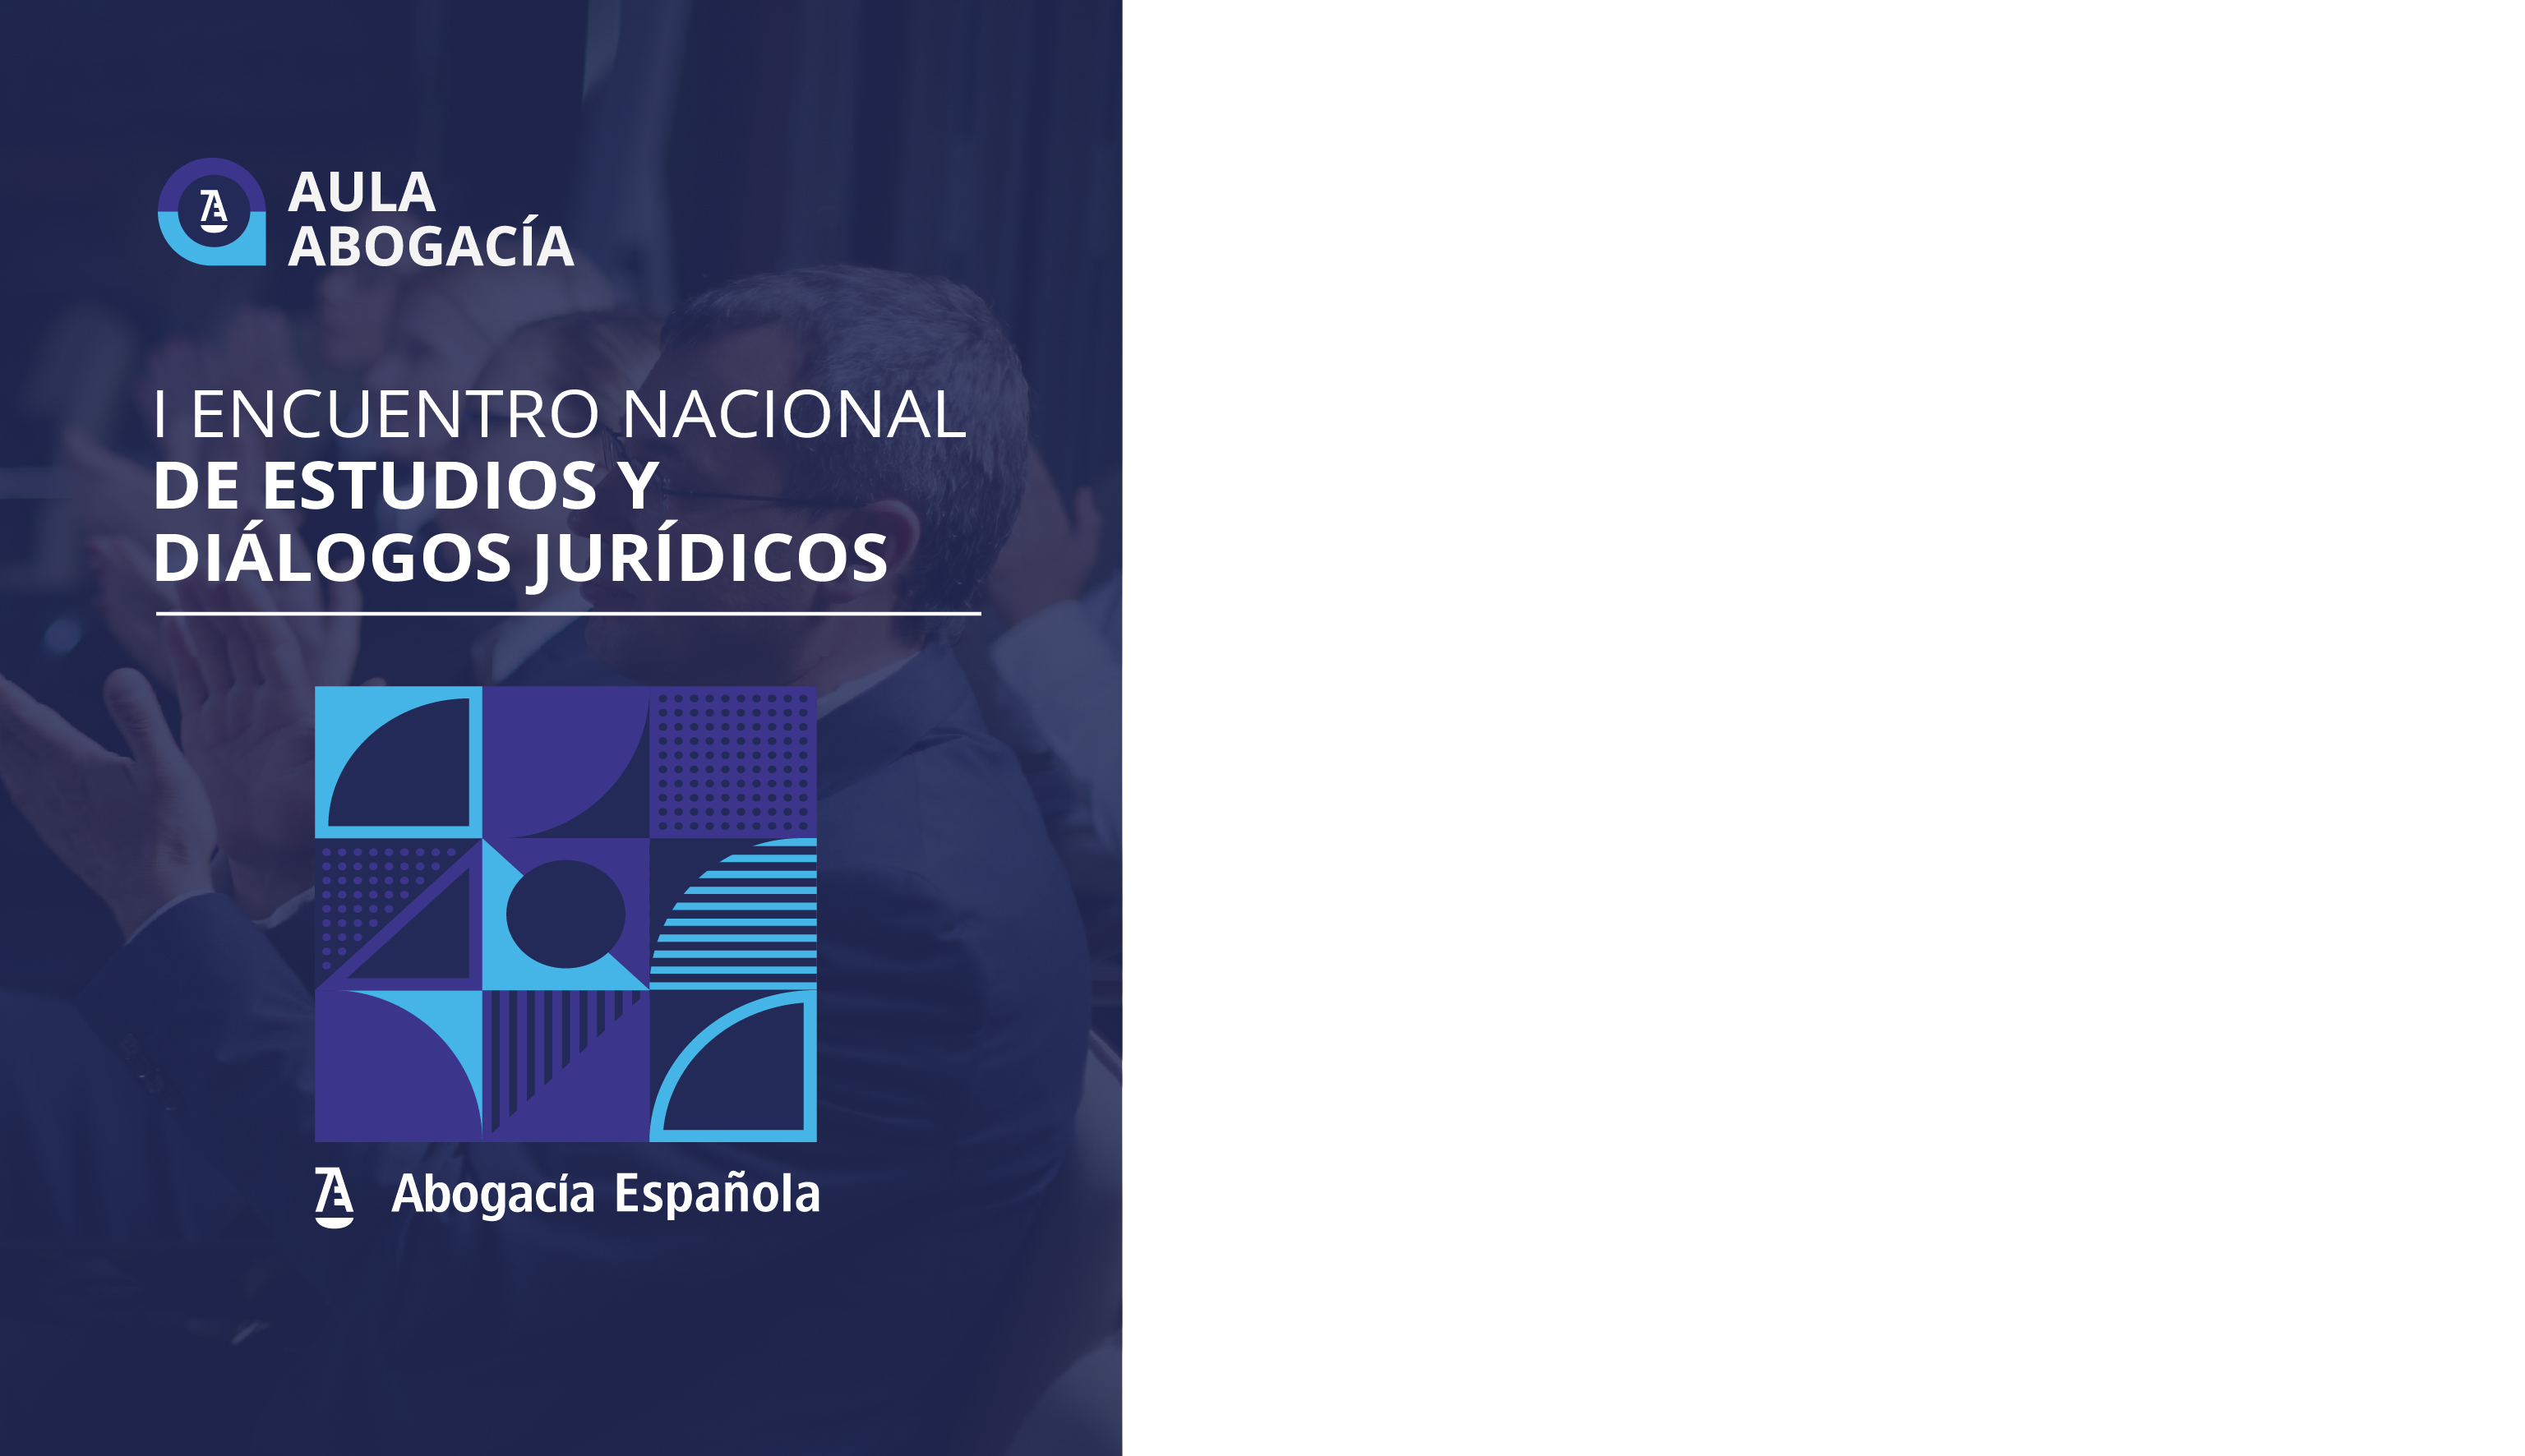 AULA
ABOGACÍA
I ENCUENTRO NACIONAL
DE ESTUDIOS Y
DIÁLOGOS JURÍDICOS
Abogacía Española